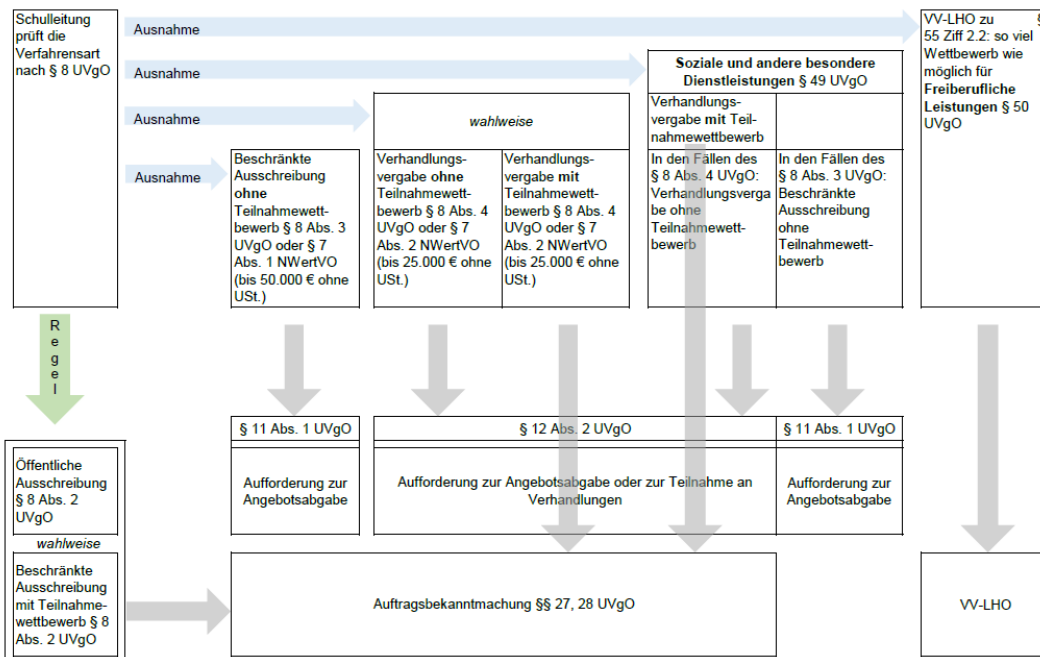 Schulleitung
prüft die
Verfahrensart
nach § 8 UVgO
Ausnahme
Ausnahme
Ausnahme
Ausnahme
VV-LHO zu §
55 Ziff 2.2: so viel
Wettbewerb wie
möglich für
Freiberufliche
Leistungen § 50
UVgO
Soziale und andere besondere
Dienstleistungen § 49 UVgO
wahlweise
Verhandlungs-
vergabe mit Teil-
nahmewettbewerb
Beschränkte
Ausschreibung
ohne
Teilnahmewett-
bewerb § 8 Abs. 3
UVgO oder § 7
Abs. 1 NWertVO
(bis 50.000 € ohne
USt.)
Verhandlungs-
vergabe ohne
Teilnahmewett-
bewerb § 8 Abs. 4
UVgO oder § 7
Abs. 2 NWertVO
(bis 25.000 € ohne
USt.)
Verhandlungs-
vergabe mit
Teilnahmewett-
bewerb § 8 Abs. 4
UVgO oder § 7
Abs. 2 NWertVO
(bis 25.000 € ohne
USt.)
In den Fällen des
§ 8 Abs. 4 UVgO:
Verhandlungsverga
be ohne
Teilnahmewett-
bewerb
In den Fällen des
§ 8 Abs. 3 UVgO:
Beschränkte
Ausschreibung
ohne
Teilnahmewett-
bewerb
Regel
§ 11 Abs. 1 UVgO
§ 12 Abs. 2 UVgO
§ 11 Abs. 1 UVgO
Öffentliche
Ausschreibung
§ 8 Abs. 2
UVgO
Aufforderung zur
Angebotsabgabe
Aufforderung zur Angebotsabgabe oder zur Teilnahme an
Verhandlungen
Aufforderung zur
Angebotsabgabe
wahlweise
Beschränkte
Ausschreibung
mit Teilnahme-
wettbewerb § 8
Abs. 2 UVgO
Auftragsbekanntmachung §§ 27, 28 UVgO
VV-LHO